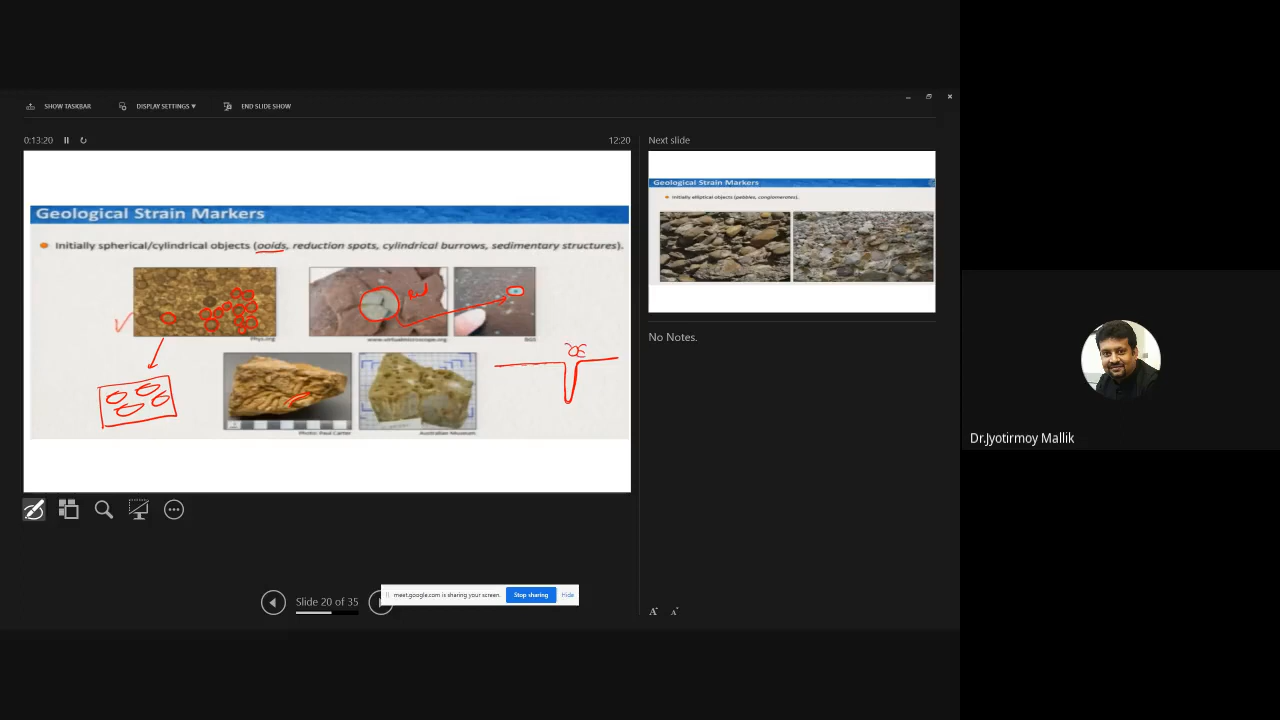 SHOW TASKBAR
DISPLAY SETTINGS ▼
END SLIDE SHOW
0:13:20
12:20
Next slide
Geological Strain Markers
Initially spherical/cylindrical objects (ooids, reduction spots, cylindrical burrows, sedimentary structures).
Red
Phys.org
www.virtualmicroscope.org
BGS
Photo: Paul Carter
Australian Museum
Geological Strain Markers
Initially elliptical objects (pebbles, conglomerates).
No Notes.
Dr.Jyotirmoy Mallik
Slide 20 of 35
meet.google.com is sharing your screen.
Stop sharing
Hide
A A